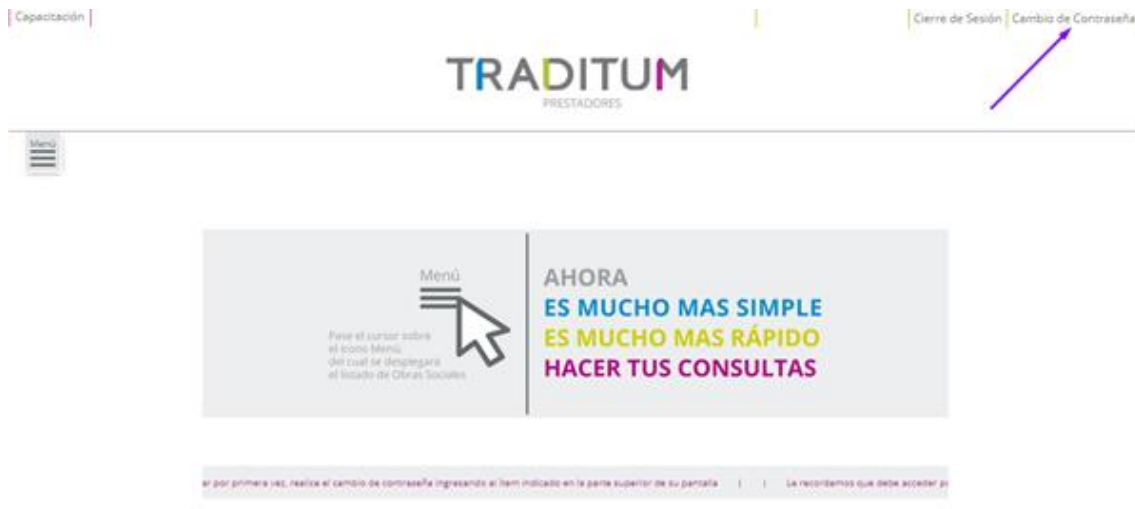 Capacitación
Cierre de Sesión
Cambio de Contraseña
TRADITUM
PRESTADORES
Menú
Menú
Pase el cursor sobre
el icono Menú,
del cual se desplegará
el listado de Obras Sociales
AHORA
ES MUCHO MAS SIMPLE
ES MUCHO MAS RÁPIDO
HACER TUS CONSULTAS
ar por primera vez, realice el cambio de contraseña ingresando al ítem indicado en la parte superior de su pantalla | | Le recordamos que debe acceder p